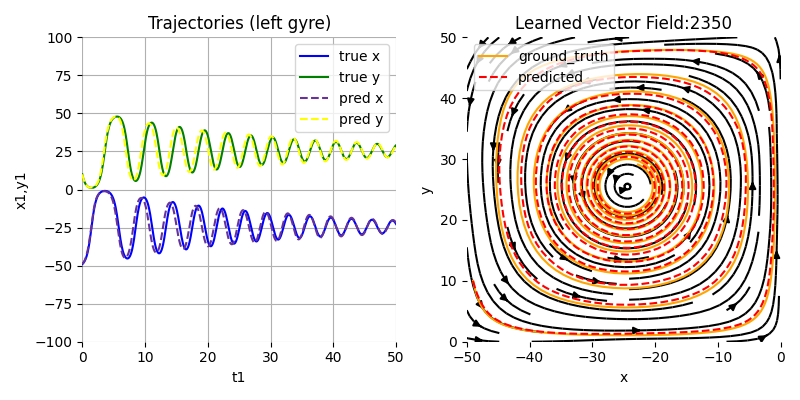 Trajectories (left gyre)
100
75
50
25
0
−25
−50
−75
−100
0
10
20
30
40
50
x1,y1
t1
true x
true y
pred x
pred y
Learned Vector Field:2350
50
40
30
20
10
0
−50
−40
−30
−20
−10
0
y
x
ground_truth
predicted